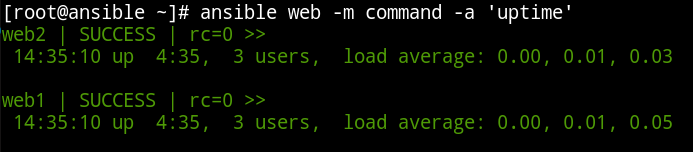 [root@ansible ~]# ansible web -m command -a 'uptime'
web2 | SUCCESS | rc=0 >>
 14:35:10 up  4:35,  3 users,  load average: 0.00, 0.01, 0.03

web1 | SUCCESS | rc=0 >>
 14:35:10 up  4:35,  3 users,  load average: 0.00, 0.01, 0.05